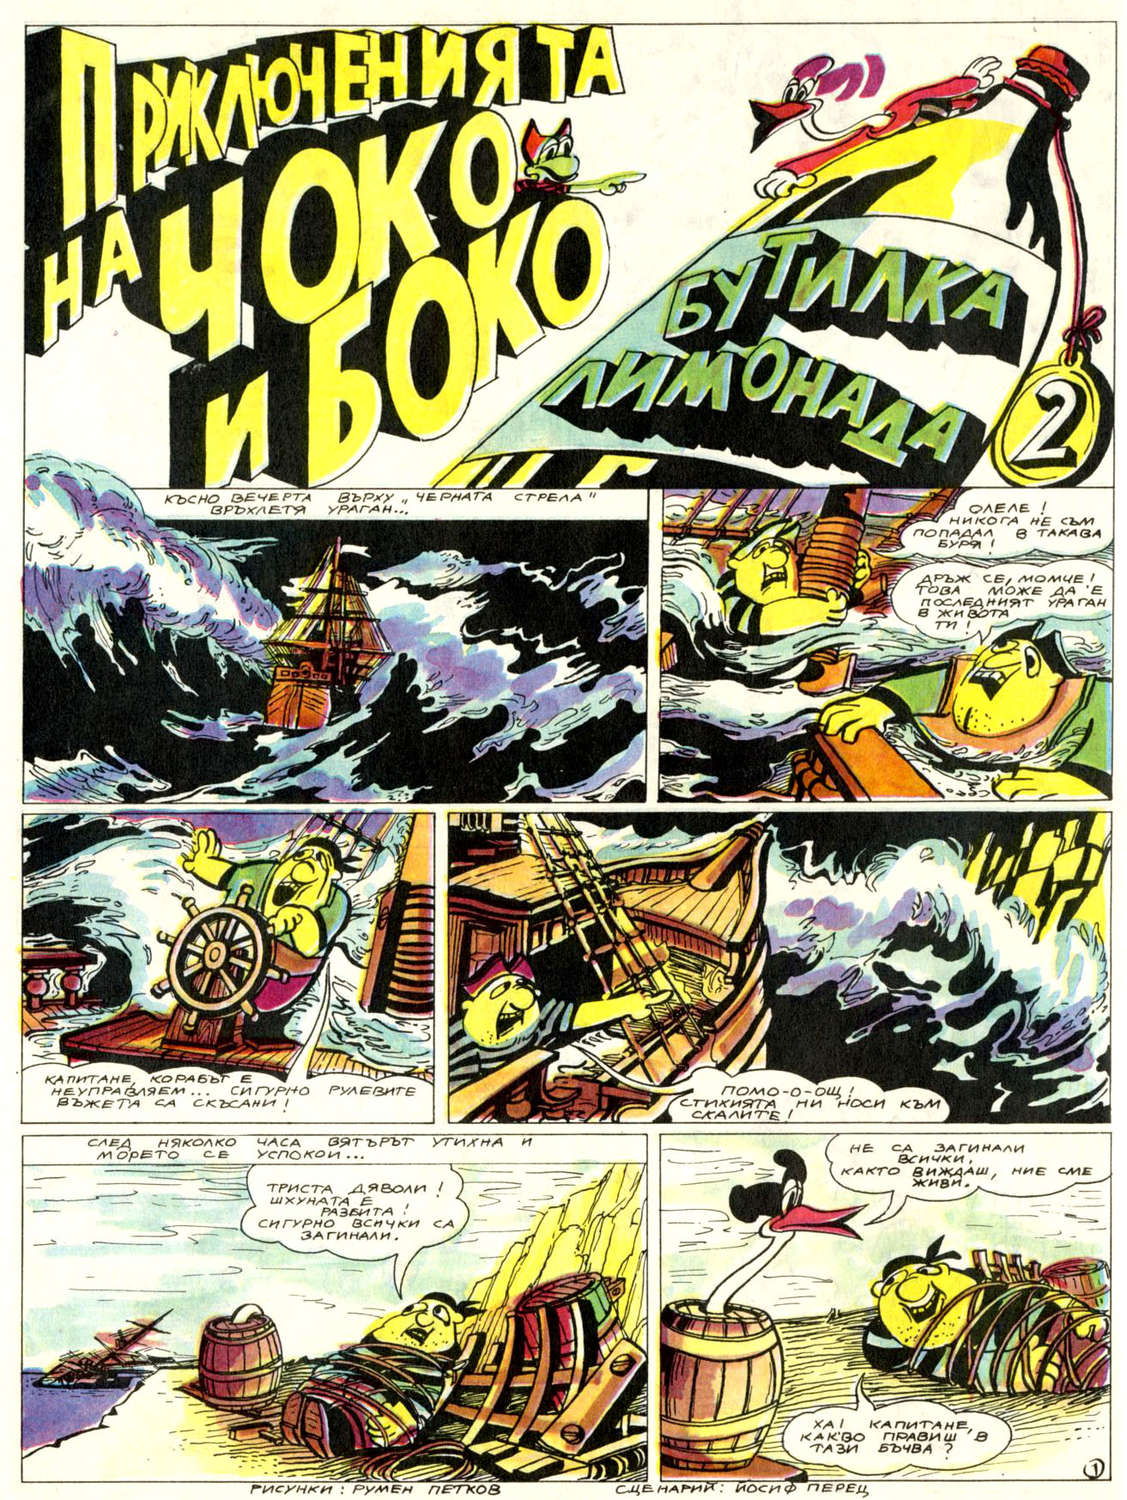 ПРИКЛЮЧЕНИЯТА
НА ЧОКО
И БОКО
БУТИЛКА
ЛИМОНАДА
2
КЪСНО ВЕЧЕРТА ВЪРХУ „ЧЕРНАТА СТРЕЛА"
ВРЪХЛЕТЯ УРАГАН...
ОЛЕЛЕ!
НИКОГА НЕ СЪМ
ПОПАДАЛ В ТАКАВА
БУРЯ!
ДРЪЖ СЕ, МОМЧЕ!
ТОВА МОЖЕ ДА Е
ПОСЛЕДНИЯТ УРАГАН
В ЖИВОТА
ТИ!
КАПИТАНЕ, КОРАБЪТ Е
НЕУПРАВЛЯЕМ... СИГУРНО РУЛЕВИТЕ
ВЪЖЕТА СА СКЪСАНИ!
ПОМО-О-ОЩ!
СТИХИЯТА НИ НОСИ КЪМ
СКАЛИТЕ!
СЛЕД НЯКОЛКО ЧАСА ВЯТЪРЪТ УТИХНА И
МОРЕТО СЕ УСПОКОИ...
ТРИСТА ДЯВОЛИ!
ШХУНАТА Е
РАЗБИТА!
СИГУРНО ВСИЧКИ СА
ЗАГИНАЛИ.
НЕ СА ЗАГИНАЛИ
ВСИЧКИ,
КАКТО ВИЖДАШ, НИЕ СМЕ
ЖИВИ.
ХА! КАПИТАНЕ,
КАКВО ПРАВИШ В
ТАЗИ БЪЧВА?
1
РИСУНКИ: РУМЕН ПЕТКОВ СЦЕНАРИЙ: ЙОСИФ ПЕРЕЦ